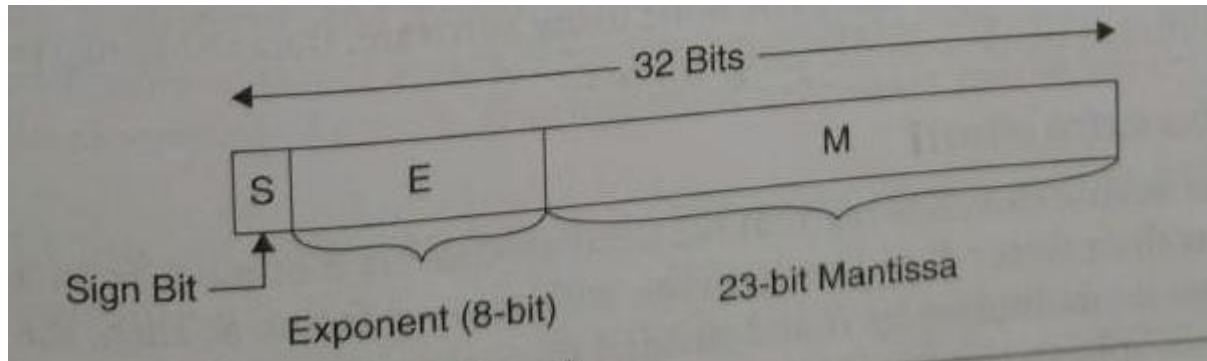 32 Bits
S E M
Sign Bit
Exponent (8-bit)
23-bit Mantissa